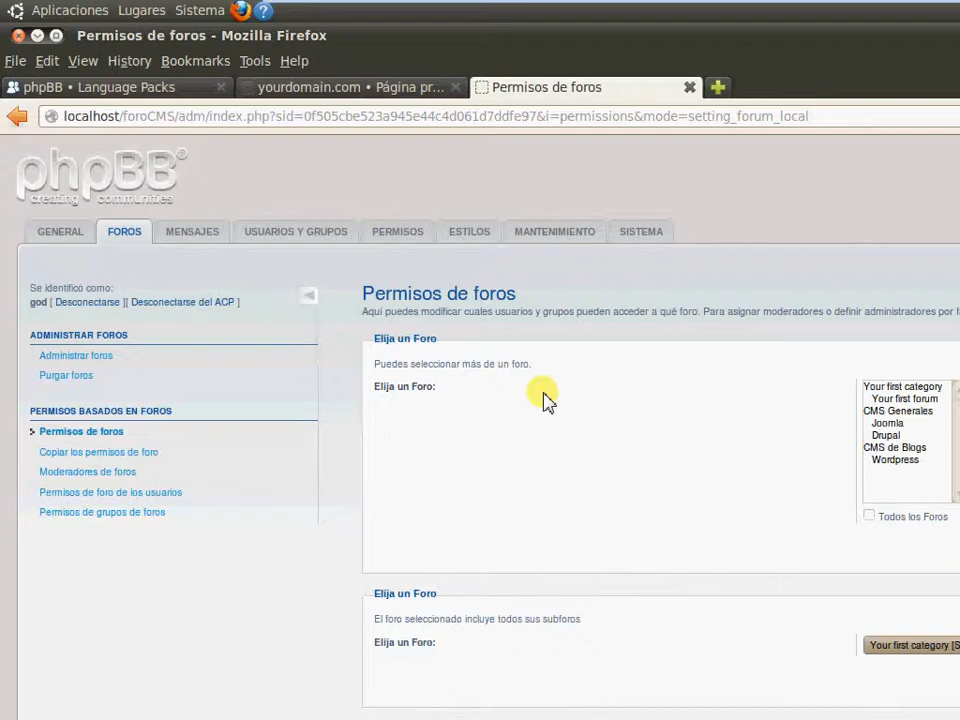 Aplicaciones Lugares Sistema ?
Permisos de foros - Mozilla Firefox
File Edit View History Bookmarks Tools Help
phpBB • Language Packs
yourdomain.com • Página pr...
Permisos de foros
localhost/foroCMS/adm/index.php?sid=0f505cbe523a945e44c4d061d7ddfe97&i=permissions&mode=setting_forum_local
phpBB®
creating communities
GENERAL FOROS MENSAJES USUARIOS Y GRUPOS PERMISOS ESTILOS MANTENIMIENTO SISTEMA
Se identificó como:
god [ Desconectarse ][ Desconectarse del ACP ]
ADMINISTRAR FOROS
Administrar foros
Purgar foros
PERMISOS BASADOS EN FOROS
Permisos de foros
Copiar los permisos de foro
Moderadores de foros
Permisos de foro de los usuarios
Permisos de grupos de foros
Permisos de foros
Aquí puedes modificar cuales usuarios y grupos pueden acceder a qué foro. Para asignar moderadores o definir administradores por
Elija un Foro
Puedes seleccionar más de un foro.
Elija un Foro:
Your first category
Your first forum
CMS Generales
Joomla
Drupal
CMS de Blogs
Wordpress
Todos los Foros
Elija un Foro
El foro seleccionado incluye todos sus subforos
Elija un Foro:
Your first category [S